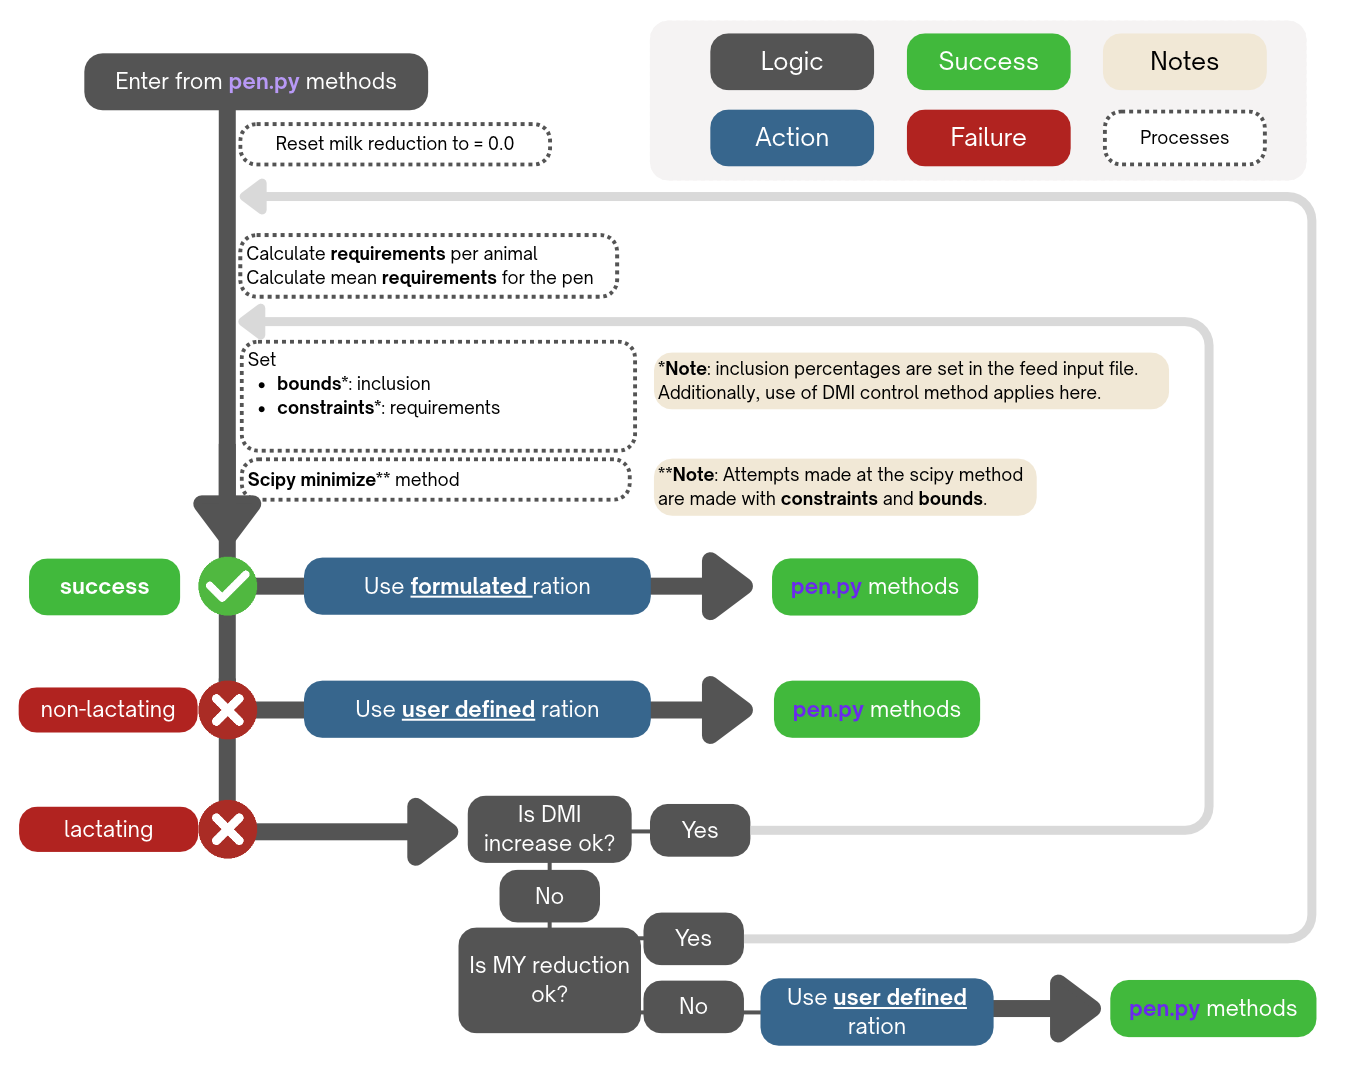 Logic
Success
Notes
Action
Failure
Processes
Enter from pen.py methods
Reset milk reduction to = 0.0
Calculate requirements per animal
Calculate mean requirements for the pen
Set
• bounds*: inclusion
• constraints*: requirements
*Note: inclusion percentages are set in the feed input file.
Additionally, use of DMI control method applies here.
Scipy minimize** method
**Note: Attempts made at the scipy method
are made with constraints and bounds.
success
Use formulated ration
pen.py methods
non-lactating
Use user defined ration
pen.py methods
lactating
Is DMI
increase ok?
Yes
No
Is MY reduction
ok?
Yes
No
Use user defined
ration
pen.py methods